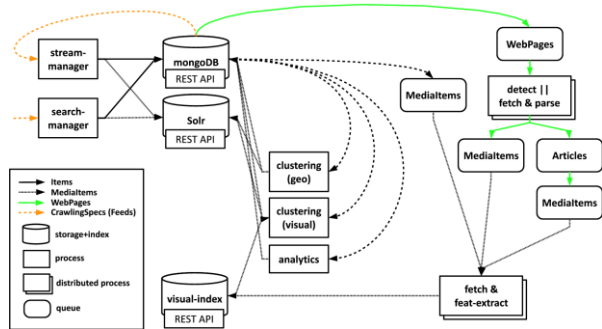 stream-
manager
mongoDB
REST API
WebPages
search-
manager
Solr
REST API
MediaItems
detect ||
fetch & parse
MediaItems
Articles
MediaItems
clustering
(geo)
clustering
(visual)
analytics
Items
MediaItems
WebPages
CrawlingSpecs (Feeds)
storage+index
process
distributed process
queue
visual-index
REST API
fetch &
feat-extract